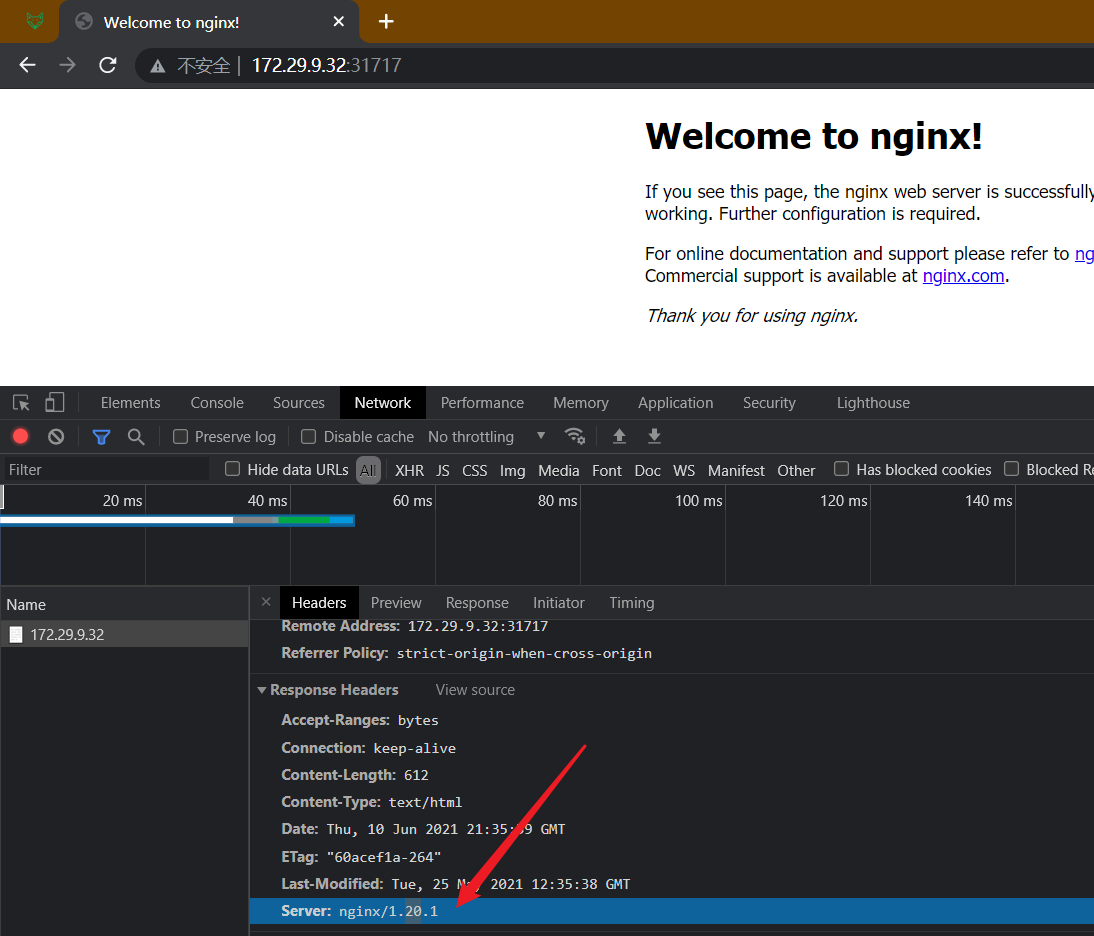 Welcome to nginx!
不安全 | 172.29.9.32:31717
Welcome to nginx!
If you see this page, the nginx web server is successfully
working. Further configuration is required.
For online documentation and support please refer to ng
Commercial support is available at nginx.com.
Thank you for using nginx.
Elements Console Sources Network Performance Memory Application Security Lighthouse
Preserve log Disable cache No throttling
Filter Hide data URLs All XHR JS CSS Img Media Font Doc WS Manifest Other Has blocked cookies Blocked Re
20 ms 40 ms 60 ms 80 ms 100 ms 120 ms 140 ms
Name
172.29.9.32
Headers Preview Response Initiator Timing
Remote Address: 172.29.9.32:31717
Referrer Policy: strict-origin-when-cross-origin
Response Headers View source
Accept-Ranges: bytes
Connection: keep-alive
Content-Length: 612
Content-Type: text/html
Date: Thu, 10 Jun 2021 GMT
ETag: "60acef1a-264"
Last-Modified: Tue, 25 May 2021 12:35:38 GMT
Server: nginx/1.20.1